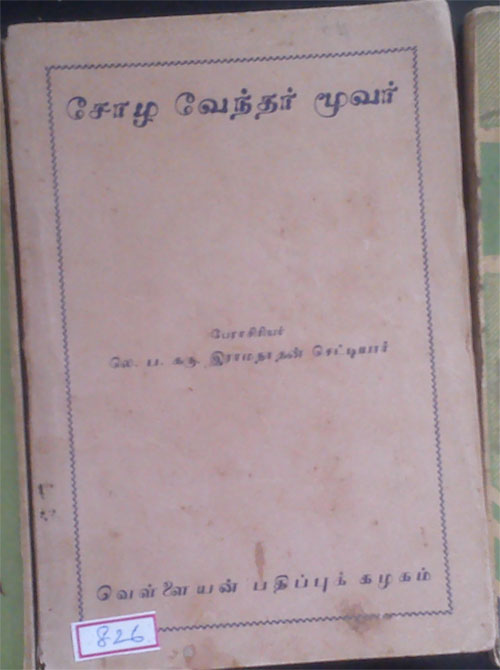 சோழ வேந்தர் மூவர்
பேராசிரியர்
லெ. ப. கரு. இராமநாதன் செட்டியார்
வெள்ளையன் பதிப்புக் கழகம்
826